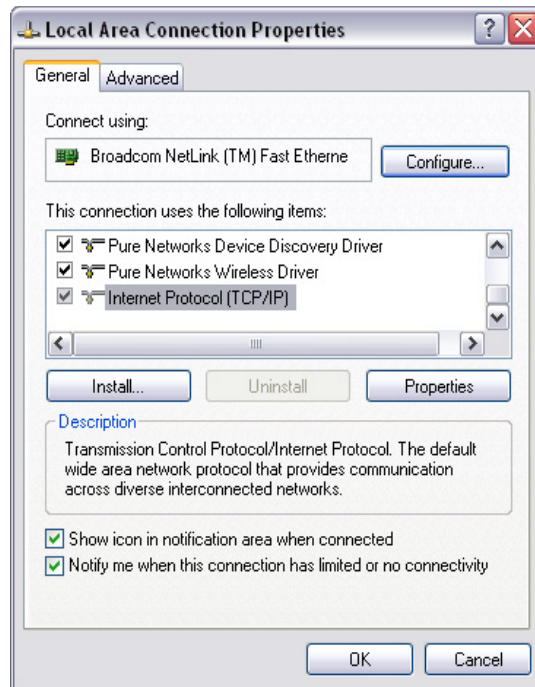 Local Area Connection Properties
General Advanced
Connect using:
Broadcom NetLink (TM) Fast Etherne
Configure...
This connection uses the following items:
Pure Networks Device Discovery Driver
Pure Networks Wireless Driver
Internet Protocol (TCP/IP)
Install... Uninstall Properties
Description
Transmission Control Protocol/Internet Protocol. The default
wide area network protocol that provides communication
across diverse interconnected networks.
Show icon in notification area when connected
Notify me when this connection has limited or no connectivity
OK Cancel